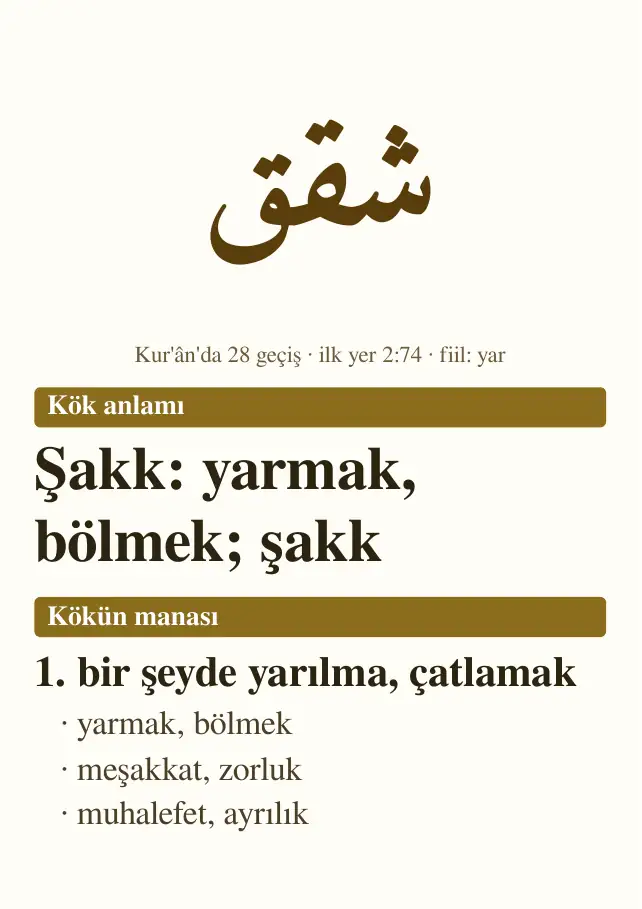 شقق
Kur'ân'da 28 geçiş · ilk yer 2:74 · fiil: yar
Kök anlamı
Şakk: yarmak,
bölmek; şakk
Kökün manası
1. bir şeyde yarılma, çatlamak
· yarmak, bölmek
· meşakkat, zorluk
· muhalefet, ayrılık